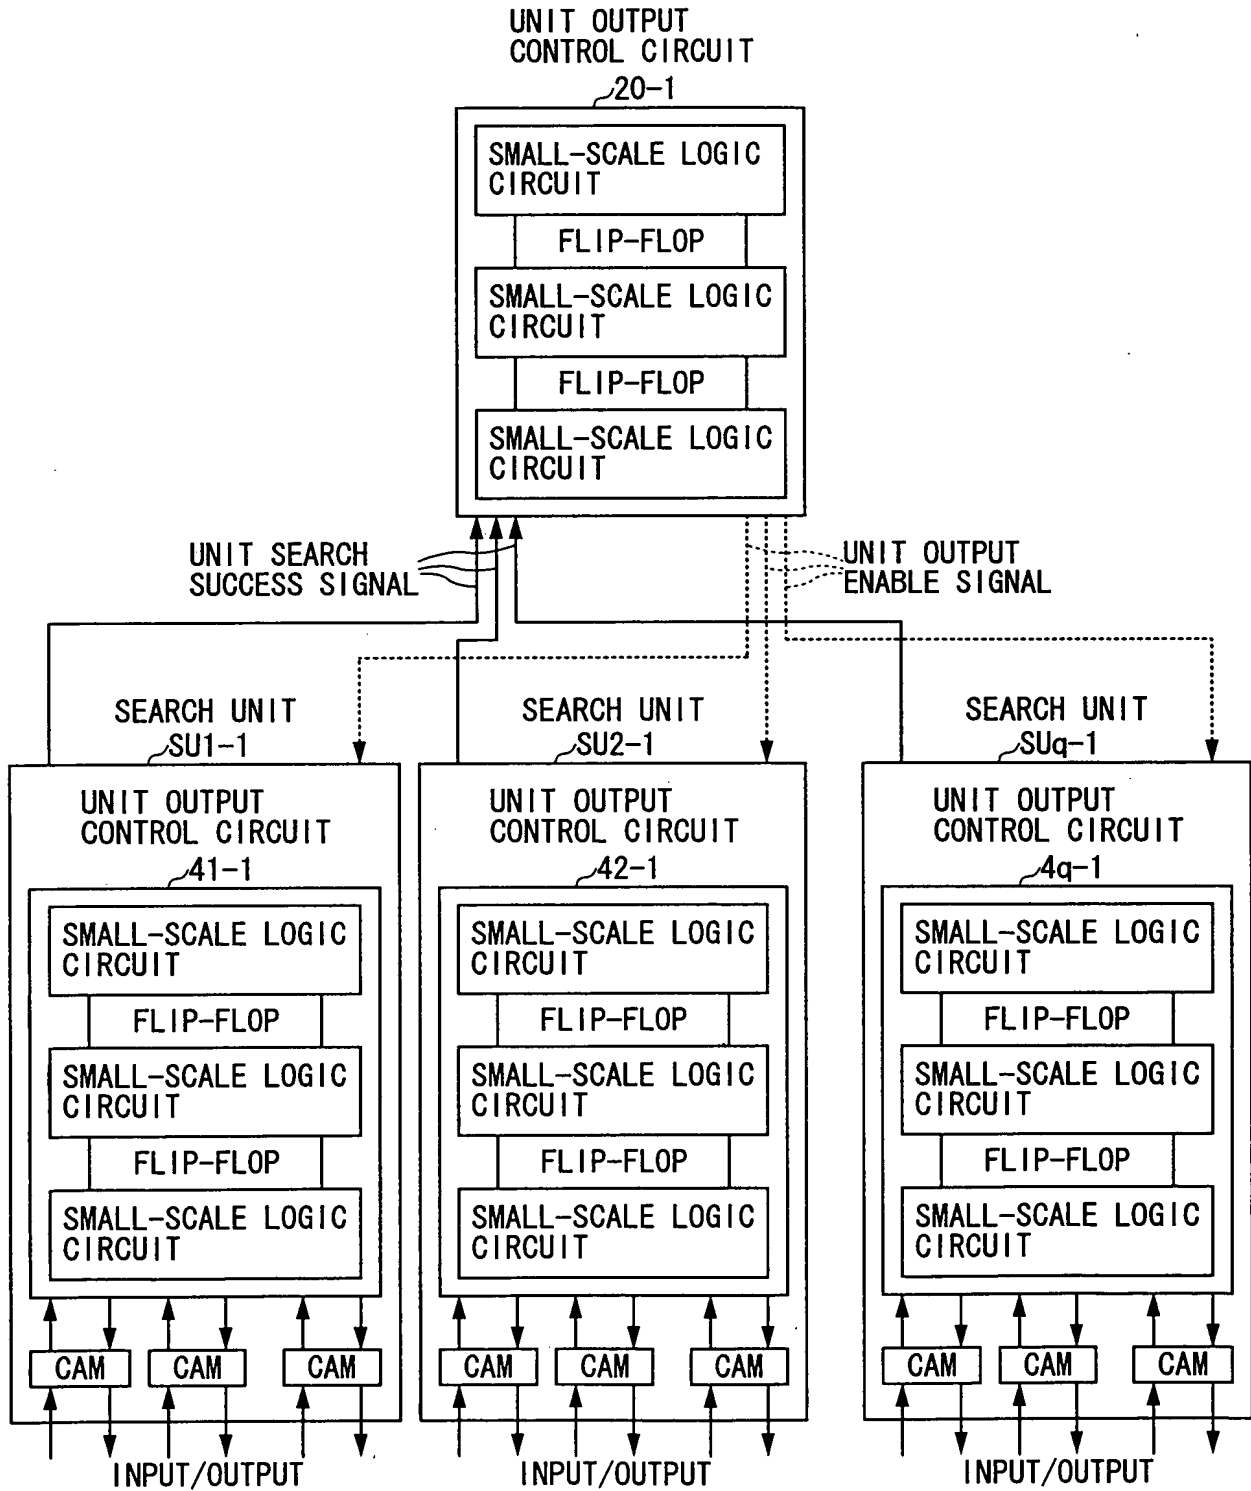 UNIT OUTPUT
CONTROL CIRCUIT
20-1
SMALL-SCALE LOGIC
CIRCUIT
FLIP-FLOP
SMALL-SCALE LOGIC
CIRCUIT
FLIP-FLOP
SMALL-SCALE LOGIC
CIRCUIT
UNIT SEARCH
SUCCESS SIGNAL
UNIT OUTPUT
ENABLE SIGNAL
SEARCH UNIT
SU1-1
UNIT OUTPUT
CONTROL CIRCUIT
41-1
SMALL-SCALE LOGIC
CIRCUIT
FLIP-FLOP
SMALL-SCALE LOGIC
CIRCUIT
FLIP-FLOP
SMALL-SCALE LOGIC
CIRCUIT
CAM
CAM
CAM
INPUT/OUTPUT
SEARCH UNIT
SU2-1
UNIT OUTPUT
CONTROL CIRCUIT
42-1
SMALL-SCALE LOGIC
CIRCUIT
FLIP-FLOP
SMALL-SCALE LOGIC
CIRCUIT
FLIP-FLOP
SMALL-SCALE LOGIC
CIRCUIT
CAM
CAM
CAM
INPUT/OUTPUT
SEARCH UNIT
SUq-1
UNIT OUTPUT
CONTROL CIRCUIT
4q-1
SMALL-SCALE LOGIC
CIRCUIT
FLIP-FLOP
SMALL-SCALE LOGIC
CIRCUIT
FLIP-FLOP
SMALL-SCALE LOGIC
CIRCUIT
CAM
CAM
CAM
INPUT/OUTPUT